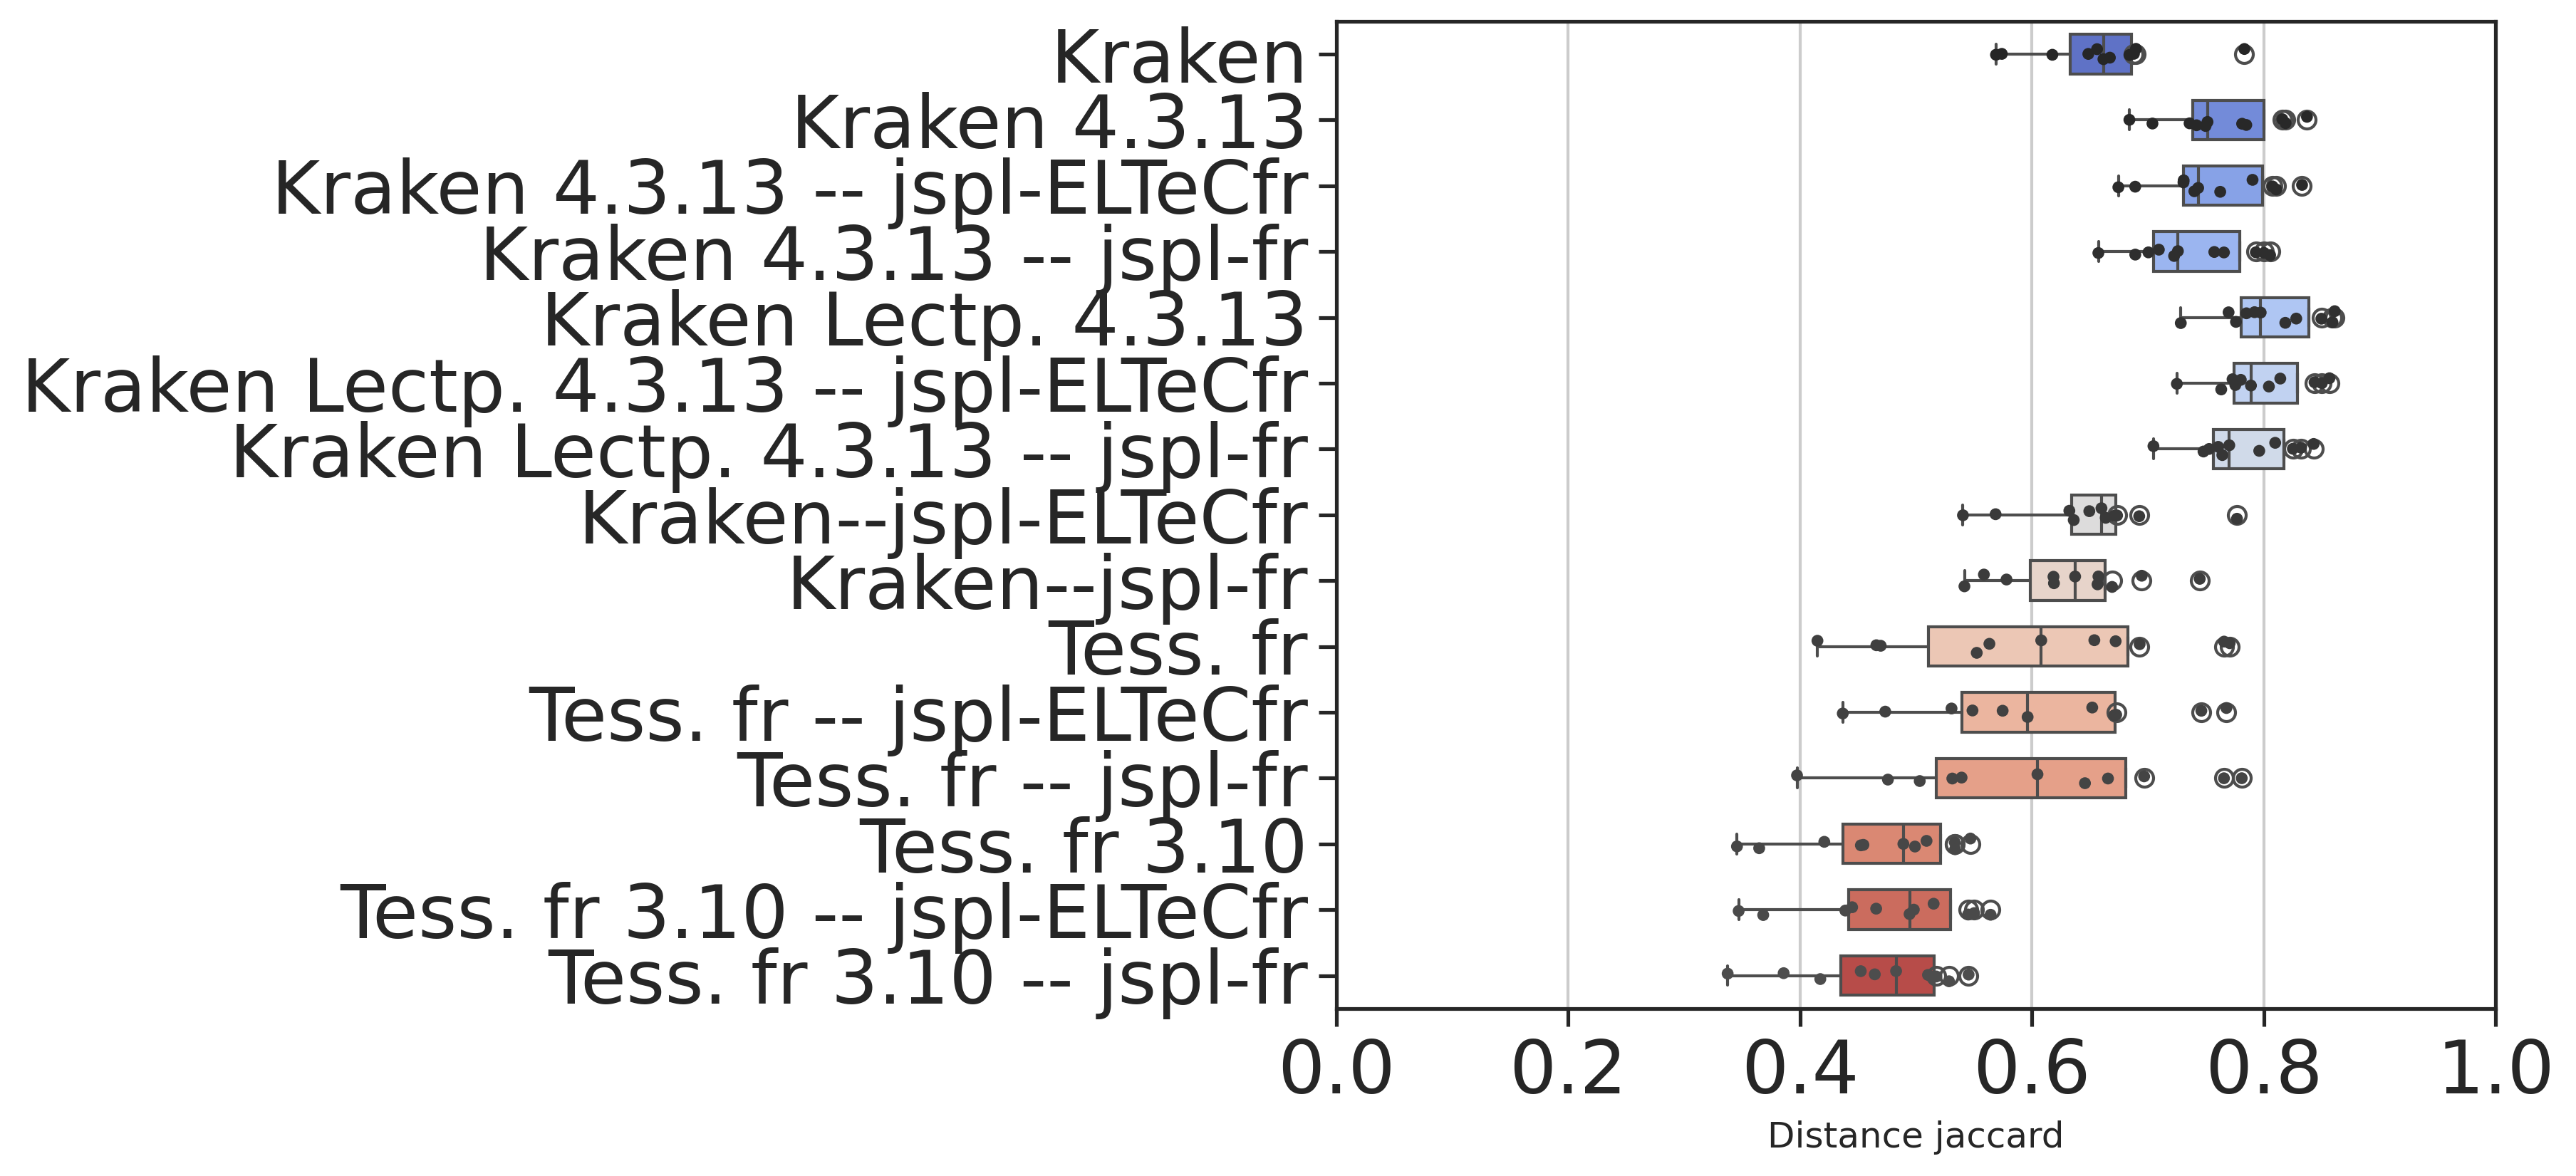 Kraken
Kraken 4.3.13
Kraken 4.3.13 -- jspl-ELTeCfr
Kraken 4.3.13 -- jspl-fr
Kraken Lectp. 4.3.13
Kraken Lectp. 4.3.13 -- jspl-ELTeCfr
Kraken Lectp. 4.3.13 -- jspl-fr
Kraken--jspl-ELTeCfr
Kraken--jspl-fr
Tess. fr
Tess. fr -- jspl-ELTeCfr
Tess. fr -- jspl-fr
Tess. fr 3.10
Tess. fr 3.10 -- jspl-ELTeCfr
Tess. fr 3.10 -- jspl-fr
0.0 0.2 0.4 0.6 0.8 1.0
Distance jaccard